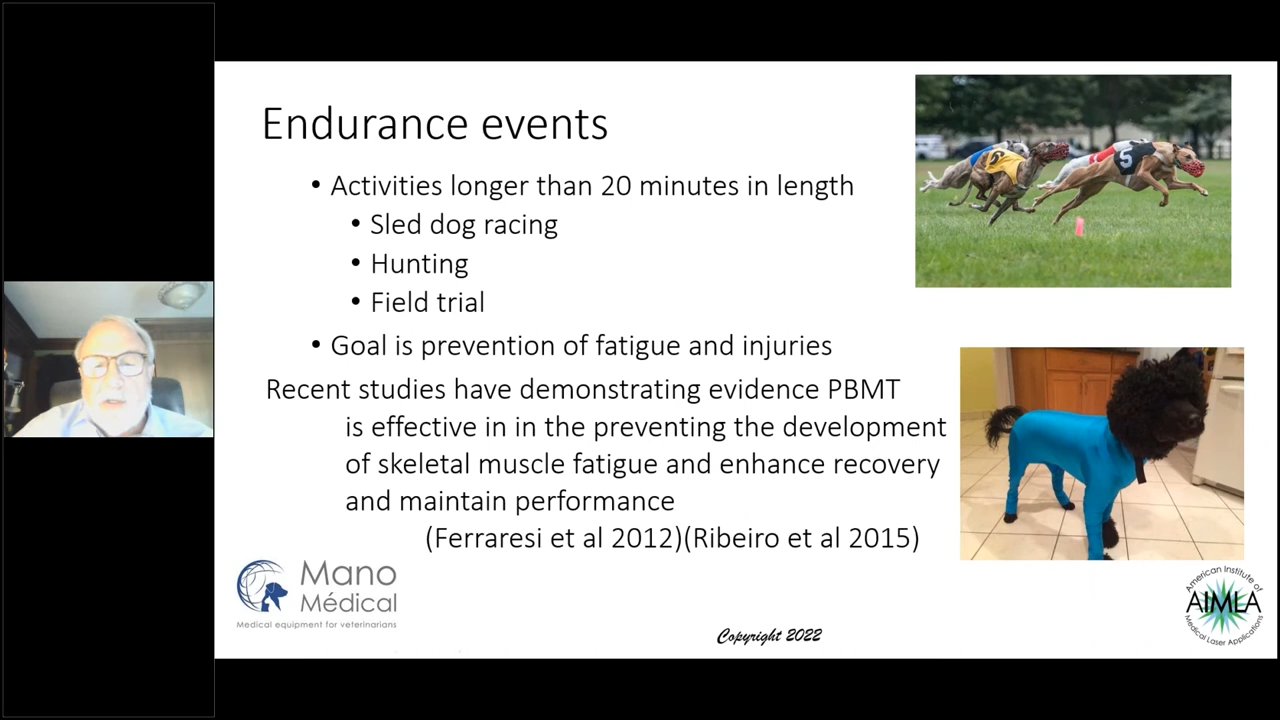 Endurance events
• Activities longer than 20 minutes in length
• Sled dog racing
• Hunting
• Field trial
• Goal is prevention of fatigue and injuries
Recent studies have demonstrating evidence PBMT
is effective in in the preventing the development
of skeletal muscle fatigue and enhance recovery
and maintain performance
(Ferraresi et al 2012)(Ribeiro et al 2015)
5
Mano
Médical
Medical equipment for veterinarians
Copyright 2022
American Institute of
AIMLA
Medical Laser Applications